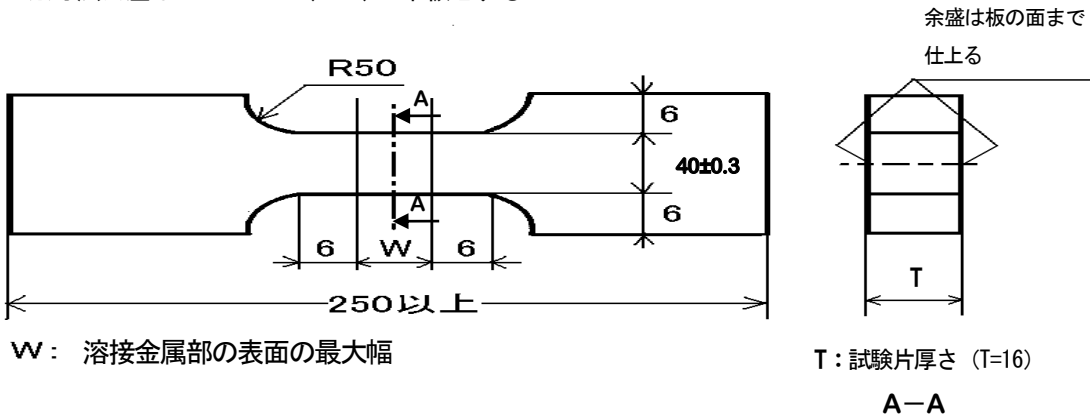 余盛は板の面まで
仕上る
R50
A
6
40±0.3
A
6
6 W 6
T
250以上
W: 溶接金属部の表面の最大幅
T:試験片厚さ (T=16)
A-A